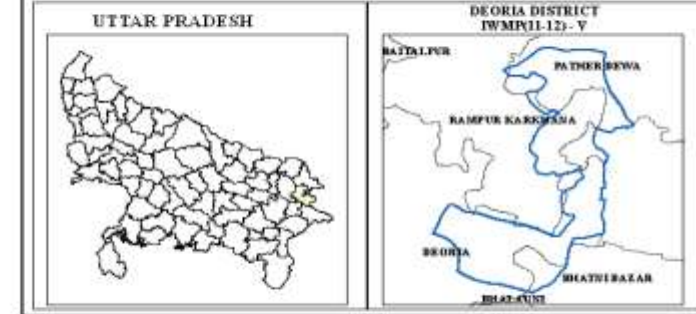 UTTAR PRADESH
DEORIA DISTRICT
IWMP(11-12) - V
BAITALPUR
PATHER DEWA
RAMPUR KARKHANA
DEORIA
BHATNI BAZAR